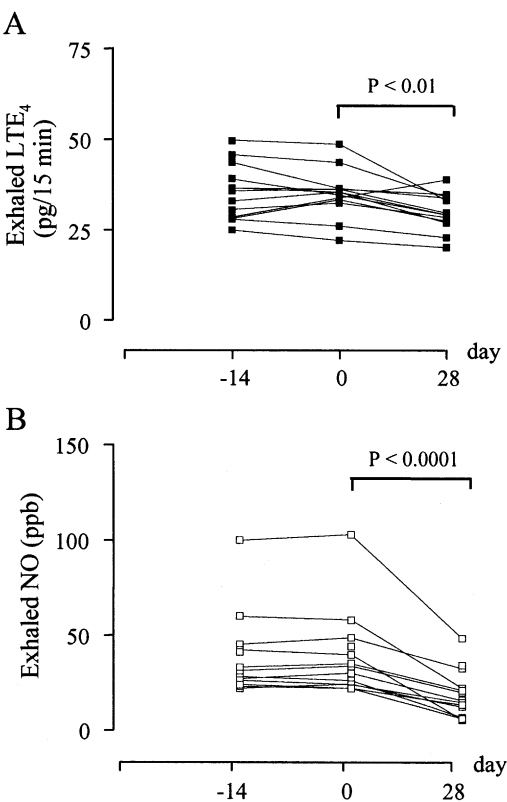 A
75
P < 0.01
50
25
0
Exhaled LTE4
(pg/15 min)
day
-14 0 28
B
150
P < 0.0001
100
50
0
Exhaled NO (ppb)
day
-14 0 28